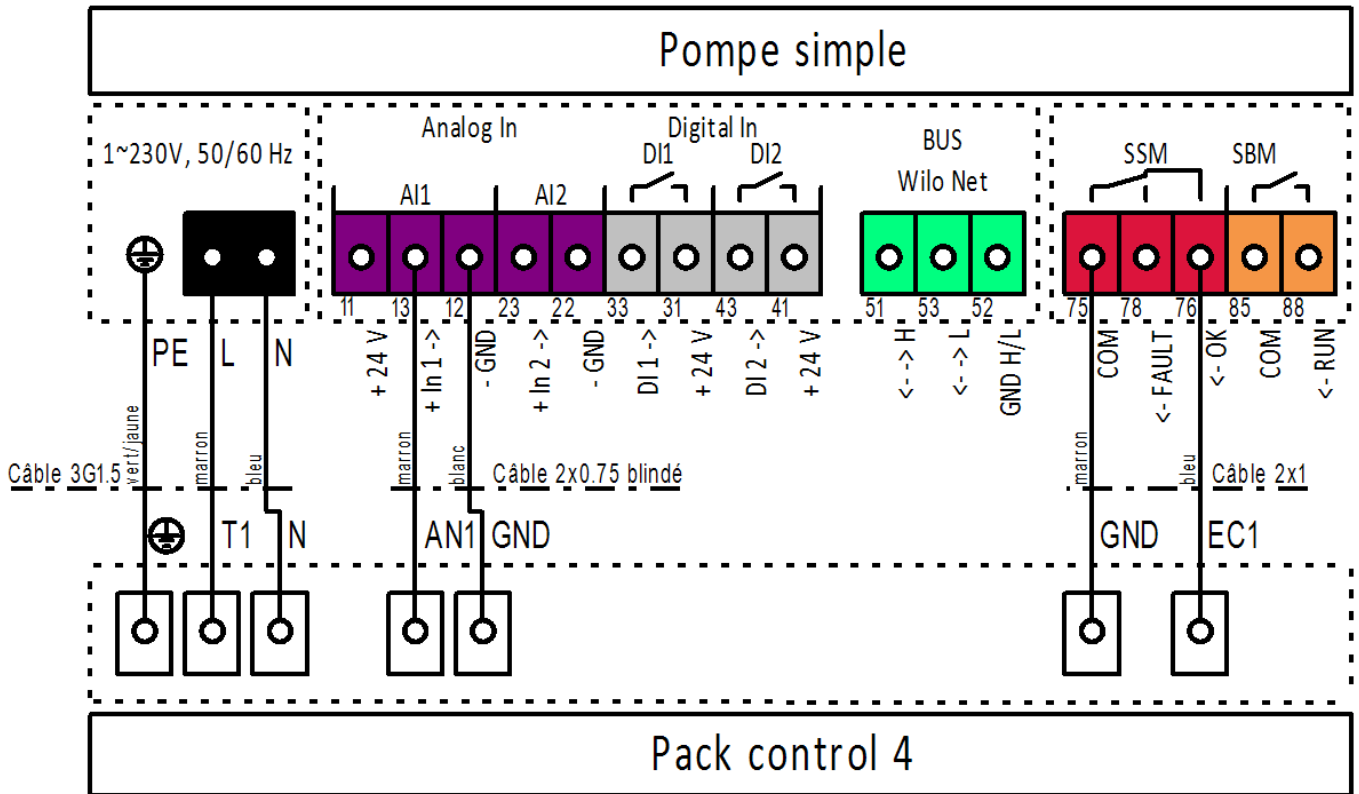 Pompe simple
1~230V, 50/60 Hz
Analog In
Digital In
BUS
Wilo Net
DI1
DI2
SSM
SBM
AI1
AI2
11
13
12
23
22
33
31
43
41
51
53
52
75
78
76
85
88
PE
L
N
+ 24 V
+ In 1 ->
- GND
+ In 2 ->
- GND
DI 1 ->
+ 24 V
DI 2 ->
+ 24 V
<- -> H
<- -> L
GND H/L
COM
<- FAULT
<- OK
COM
<- RUN
Câble 3G1.5
vert/jaune
marron
bleu
marron
blanc
Câble 2x0.75 blindé
marron
bleu
Câble 2x1
T1
N
AN1
GND
GND
EC1
Pack control 4